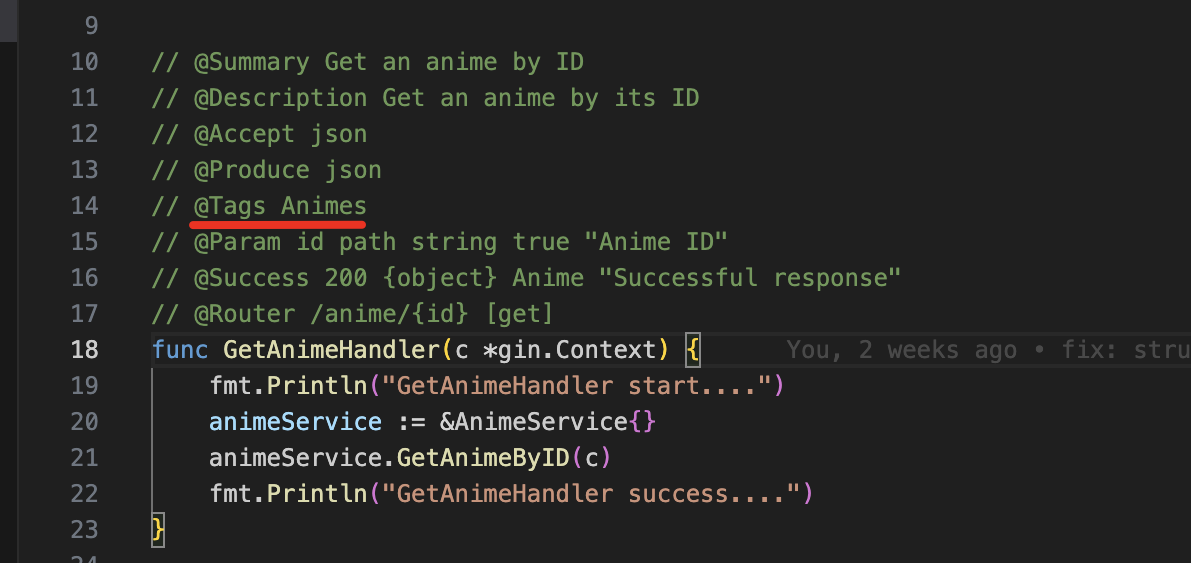 9
10 // @Summary Get an anime by ID
11 // @Description Get an anime by its ID
12 // @Accept json
13 // @Produce json
14 // @Tags Animes
15 // @Param id path string true "Anime ID"
16 // @Success 200 {object} Anime "Successful response"
17 // @Router /anime/{id} [get]
18 func GetAnimeHandler(c *gin.Context) { You, 2 weeks ago • fix: stru
19 fmt.Println("GetAnimeHandler start....")
20 animeService := &AnimeService{}
21 animeService.GetAnimeByID(c)
22 fmt.Println("GetAnimeHandler success....")
23 }
24